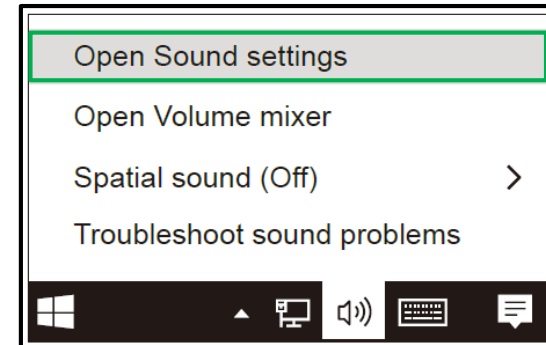 Open Sound settings
Open Volume mixer
Spatial sound (Off)
Troubleshoot sound problems